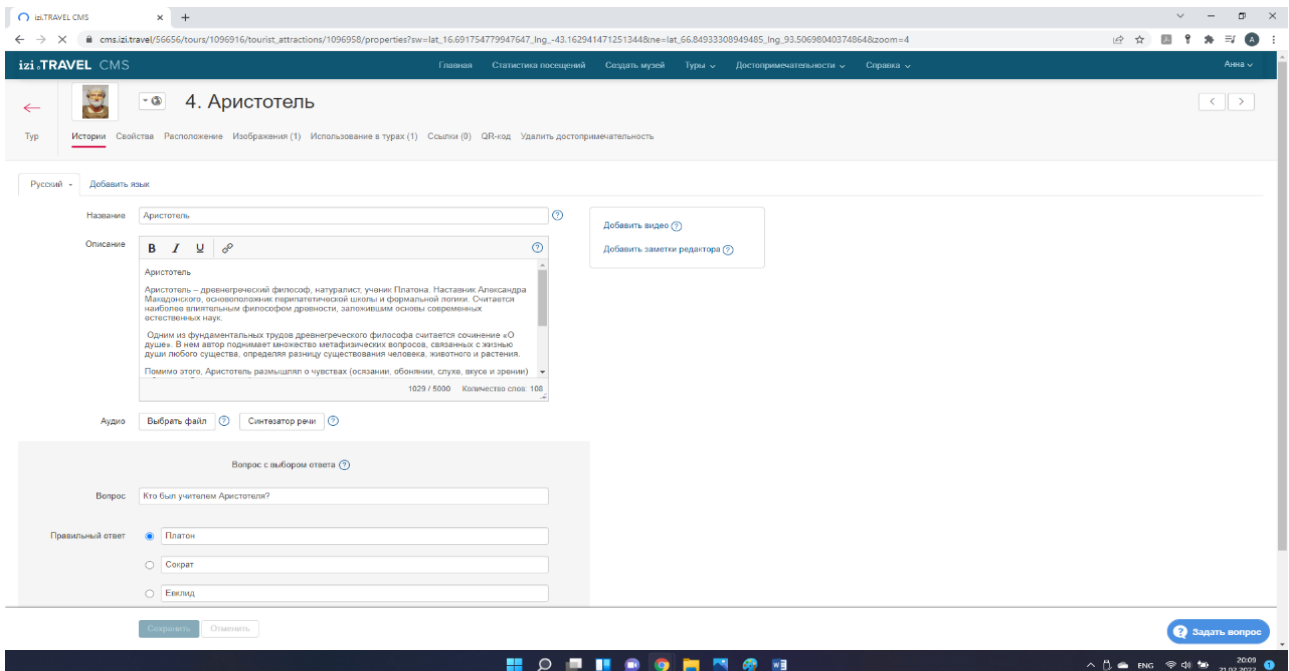 izi.TRAVEL CMS
cms.izi.travel/56656/tours/1096916/tourist_attractions/1096958/properties?sw=lat_16.691754779947647_lng_-43.162941471251344&ne=lat_66.84933308949485_lng_93.5069804037486&zoom=4
izi.TRAVEL CMS Главная Статистика посещений Создать музей Туры Достопримечательности Справка Анна
4. Аристотель
Тур Истории Свойства Расположение Изображения (1) Использование в турах (1) Ссылки (0) QR-код Удалить достопримечательность
Русский Добавить язык
Название Аристотель
Добавить видео
Описание B I U
Добавить заметки редактора
Аристотель
Аристотель – древнегреческий философ, натуралист, ученик Платона. Наставник Александра
Македонского, основоположник перипатетической школы и формальной логики. Считается
наиболее влиятельным философом древности, заложившим основы современных
естественных наук.
Одним из фундаментальных трудов древнегреческого философа считается сочинение «О
душе». В нем автор поднимает множество метафизических вопросов, связанных с жизнью
души любого существа, определяя разницу существования человека, животного и растения.
Помимо этого, Аристотель размышлял о чувствах (осязании, обонянии, слухе, вкусе и зрении)
1029 / 5000 Количество слов: 108
Аудио Выбрать файл Синтезатор речи
Вопрос с выбором ответа
Вопрос Кто был учителем Аристотеля?
Правильный ответ Платон
Сократ
Евклид
Сохранить Отменить
Задать вопрос
ENG 20:09
21.02.2022